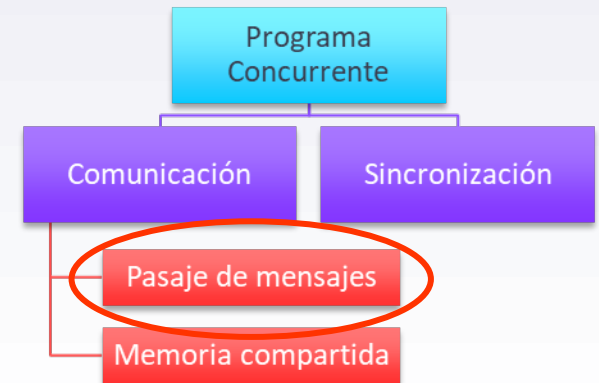 Programa
Concurrente
Comunicación
Sincronización
Pasaje de mensajes
Memoria compartida